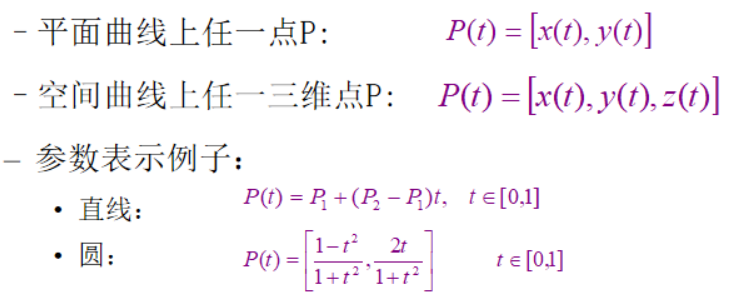 – 平面曲线上任一点P: P(t) = [x(t), y(t)]
– 空间曲线上任一三维点P: P(t) = [x(t), y(t), z(t)]
– 参数表示例子：
• 直线： P(t) = P₁ + (P₂ − P₁)t, t ∈ [0,1]
• 圆： P(t) = [(1−t²)/(1+t²), 2t/(1+t²)] t ∈ [0,1]